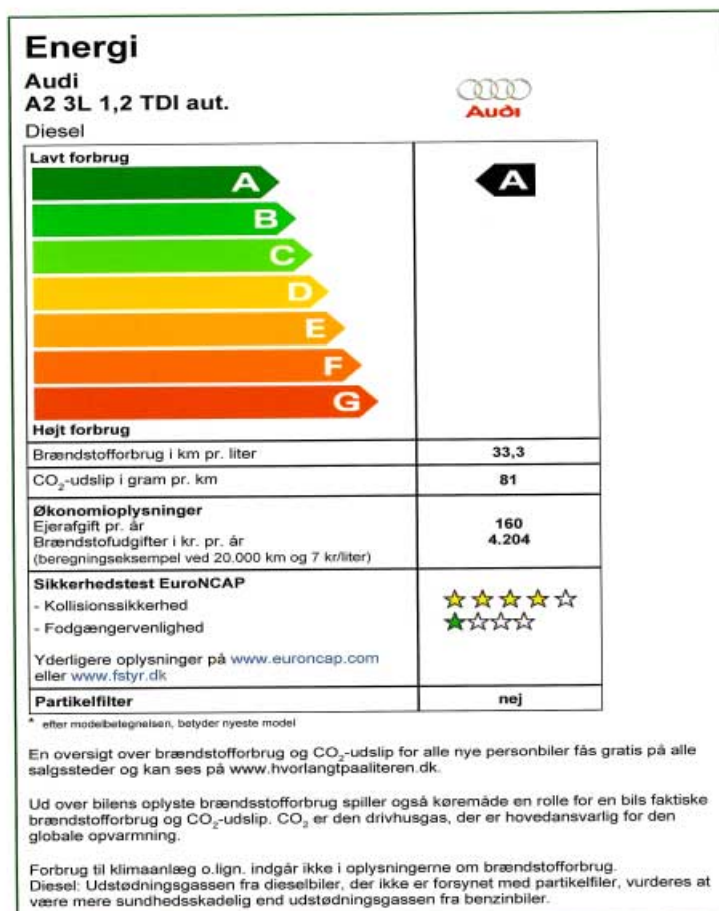 Energi
Audi
A2 3L 1,2 TDI aut.
Diesel
Audi
Lavt forbrug
A
A
B
C
D
E
F
G
Højt forbrug
Brændstofforbrug i km pr. liter 33,3
CO₂-udslip i gram pr. km 81
Økonomioplysninger
Ejerafgift pr. år 160
Brændstofudgifter i kr. pr. år 4.204
(beregningseksempel ved 20.000 km og 7 kr/liter)
Sikkerhedstest EuroNCAP
- Kollisionssikkerhed
- Fodgængervenlighed
Yderligere oplysninger på www.euroncap.com
eller www.fstyr.dk
Partikelfilter nej
* efter modelbetegnelsen, betyder nyeste model
En oversigt over brændstofforbrug og CO₂-udslip for alle nye personbiler fås gratis på alle
salgssteder og kan ses på www.hvorlangtpaaliteren.dk.
Ud over bilens oplyste brændsstofforbrug spiller også køremåde en rolle for en bils faktiske
brændstofforbrug og CO₂-udslip. CO₂ er den drivhusgas, der er hovedansvarlig for den
globale opvarmning.
Forbrug til klimaanlæg o.lign. indgår ikke i oplysningerne om brændstofforbrug.
Diesel: Udstødningsgassen fra dieselbiler, der ikke er forsynet med partikelfiler, vurderes at
være mere sundhedsskadelig end udstødningsgassen fra benzinbiler.